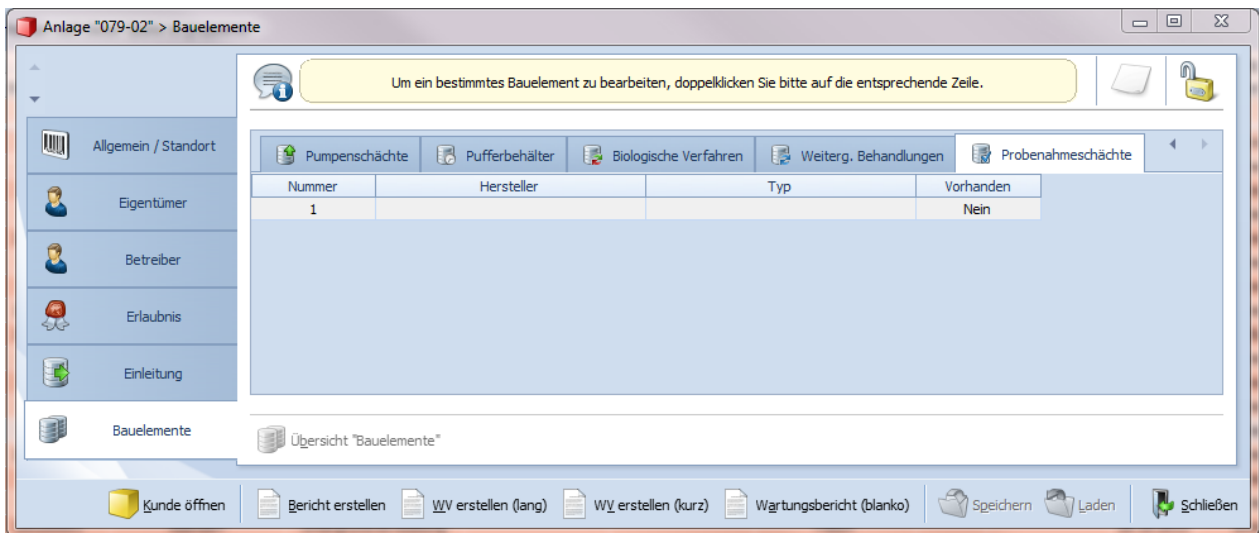 Anlage "079-02" > Bauelemente
Um ein bestimmtes Bauelement zu bearbeiten, doppelklicken Sie bitte auf die entsprechende Zeile.
Allgemein / Standort
Eigentümer
Betreiber
Erlaubnis
Einleitung
Bauelemente
Pumpenschächte Pufferbehälter Biologische Verfahren Weiterg. Behandlungen Probenahmeschächte
Nummer Hersteller Typ Vorhanden
1 Nein
Übersicht "Bauelemente"
Kunde öffnen Bericht erstellen WV erstellen (lang) WV erstellen (kurz) Wartungsbericht (blanko) Speichern Laden Schließen